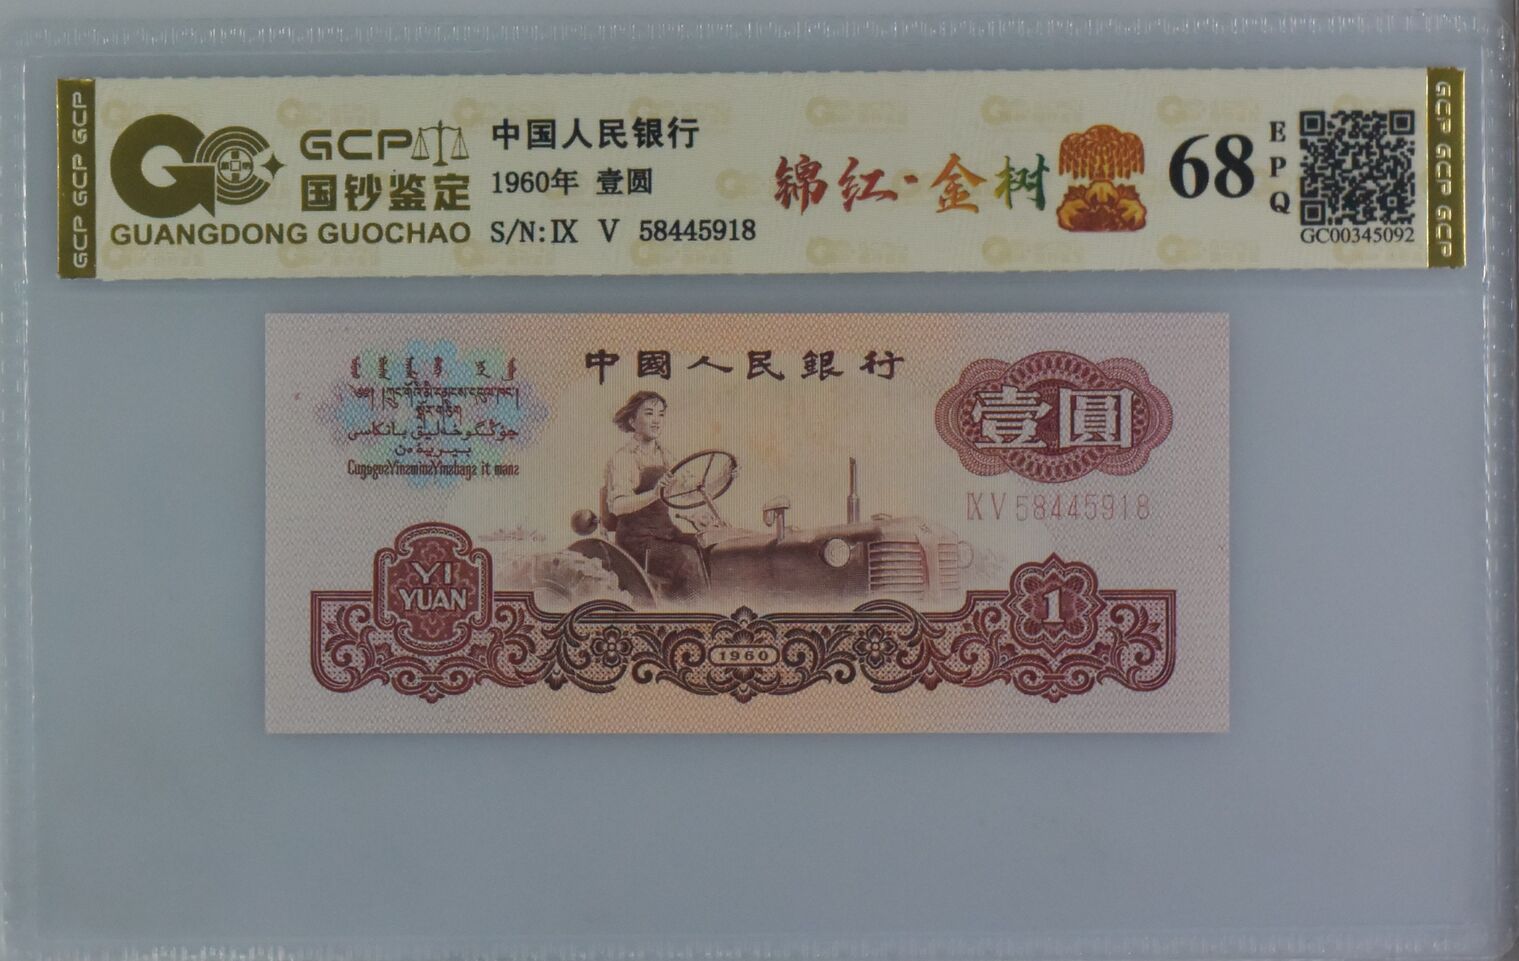 GCP GCP GCP
GCP
国钞鉴定
GUANGDONG GUOCHAO
中国人民银行
1960年 壹圆
S/N: IX V 58445918
锦红·金树
68
EPQ
GC00345092
GCP GCP GCP
中國人民銀行
壹圓
IX V 58445918
YI
YUAN
1960
1